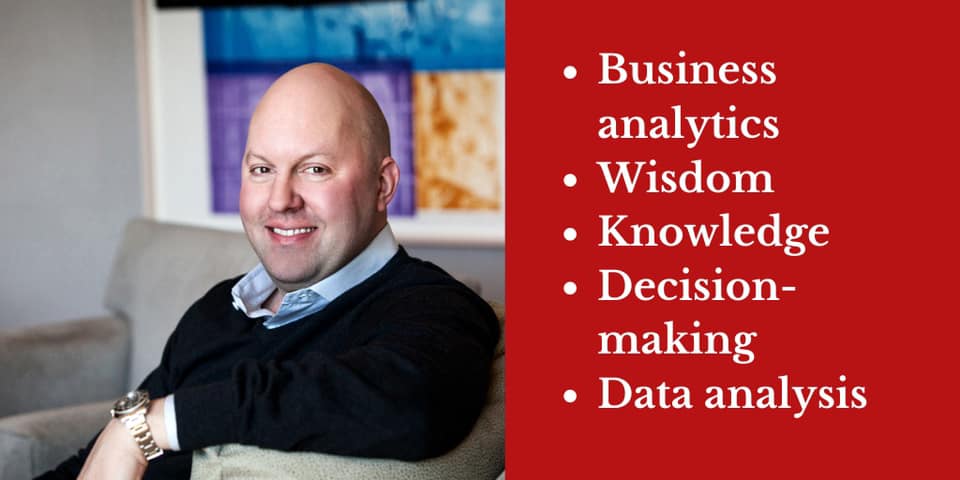 Business
analytics
Wisdom
Knowledge
Decision-
making
Data analysis